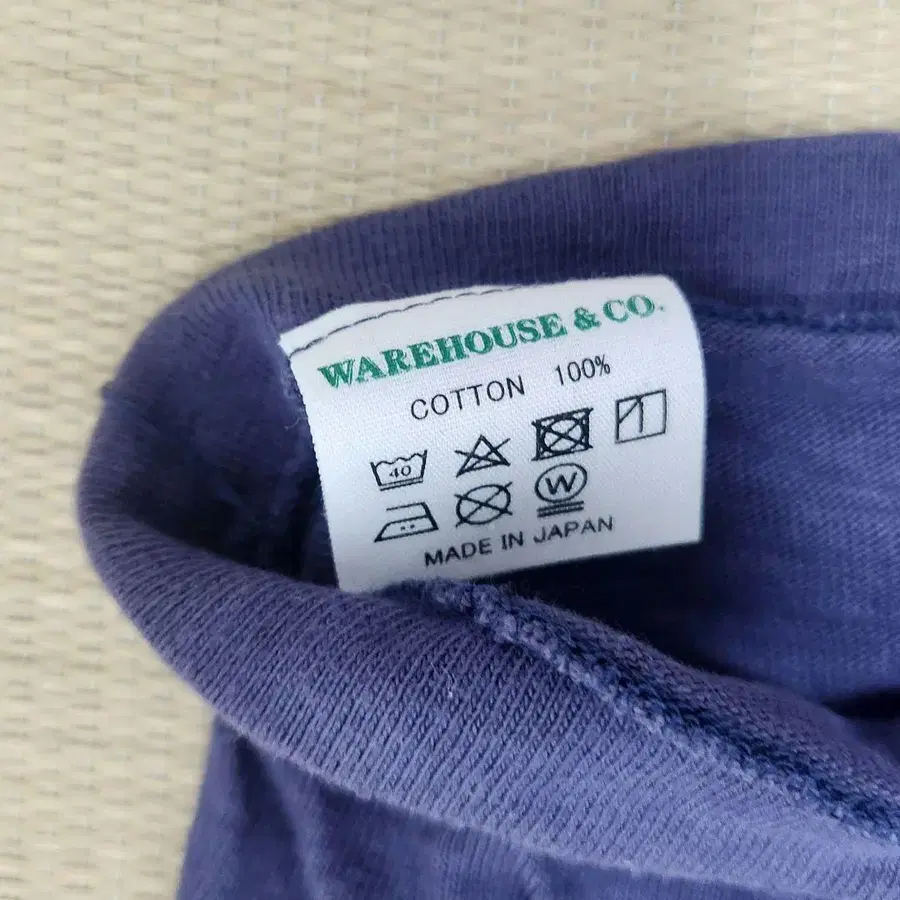 WAREHOUSE & CO.
COTTON 100%
40
W
MADE IN JAPAN